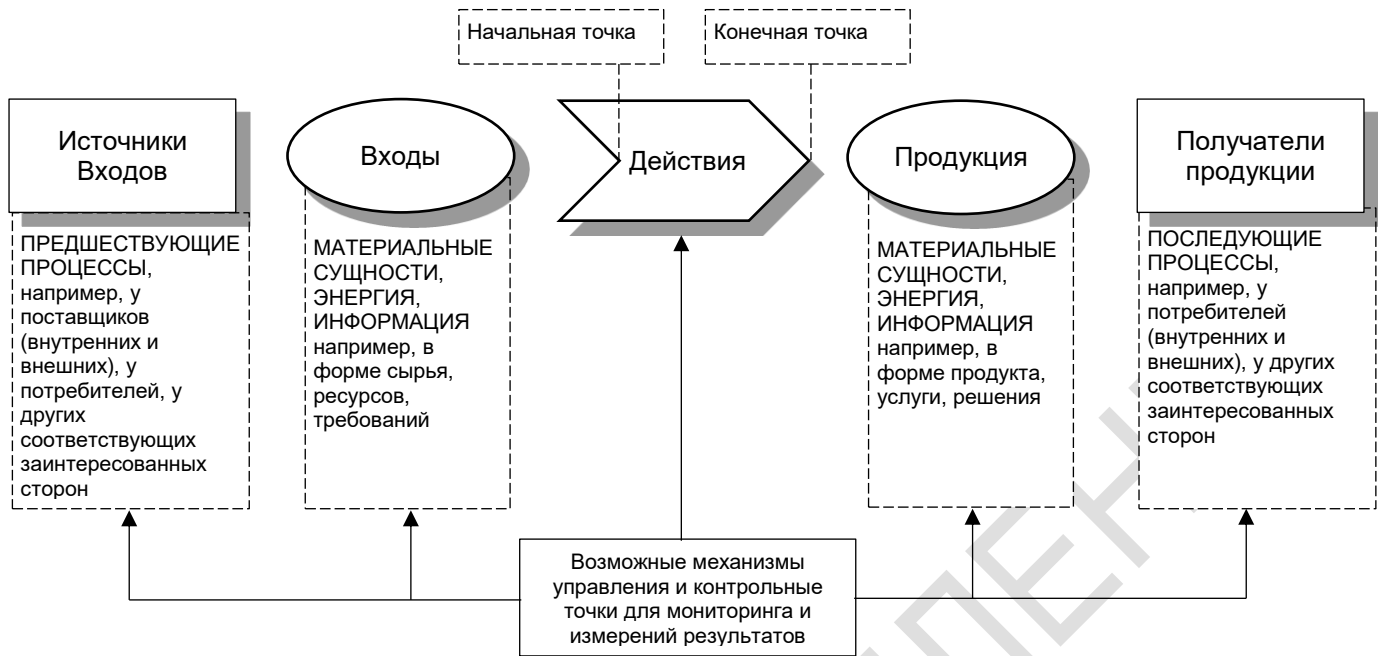 Начальная точка
Конечная точка
Источники
Входов
Входы
Действия
Продукция
Получатели
продукции
ПРЕДШЕСТВУЮЩИЕ
ПРОЦЕССЫ,
например, у
поставщиков
(внутренних и
внешних), у
потребителей, у
других
соответствующих
заинтересованных
сторон
МАТЕРИАЛЬНЫЕ
СУЩНОСТИ,
ЭНЕРГИЯ,
ИНФОРМАЦИЯ
например, в
форме сырья,
ресурсов,
требований
МАТЕРИАЛЬНЫЕ
СУЩНОСТИ,
ЭНЕРГИЯ,
ИНФОРМАЦИЯ
например, в
форме продукта,
услуги, решения
ПОСЛЕДУЮЩИЕ
ПРОЦЕССЫ,
например, у
потребителей
(внутренних и
внешних), у других
соответствующих
заинтересованных
сторон
Возможные механизмы
управления и контрольные
точки для мониторинга и
измерений результатов